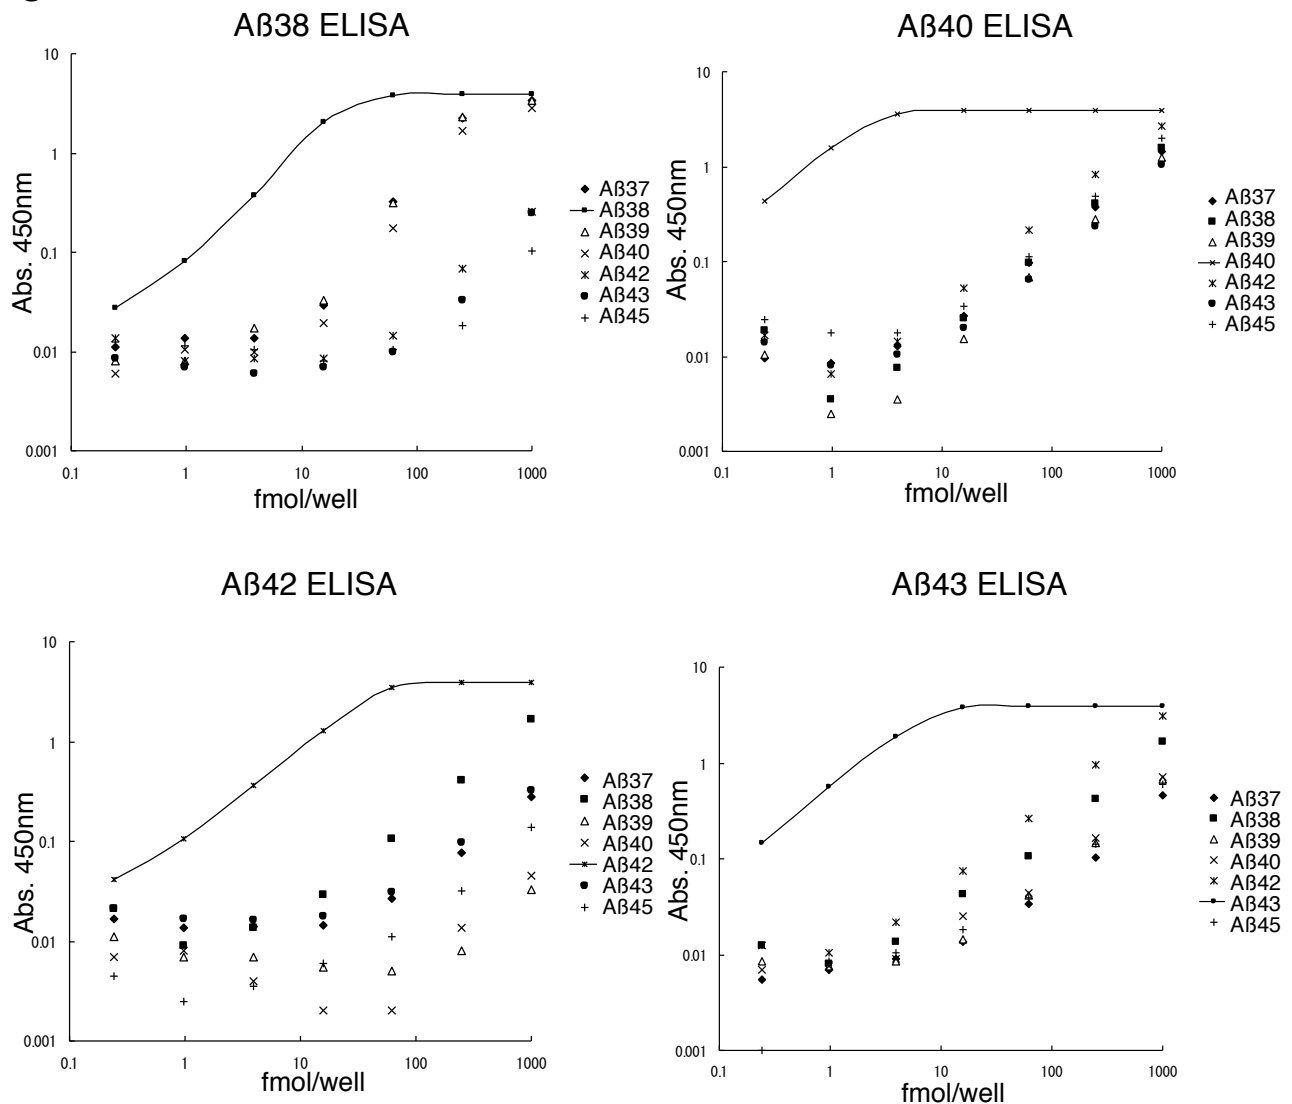 Aß38 ELISA
10
1
0.1
0.01
0.001
Abs. 450nm
0.1
1
10
100
1000
fmol/well
Aß37
Aß38
Aß39
Aß40
Aß42
Aß43
Aß45
Aß40 ELISA
10
1
0.1
0.01
0.001
Abs. 450nm
0.1
1
10
100
1000
fmol/well
Aß37
Aß38
Aß39
Aß40
Aß42
Aß43
Aß45
Aß42 ELISA
10
1
0.1
0.01
0.001
Abs. 450nm
0.1
1
10
100
1000
fmol/well
Aß37
Aß38
Aß39
Aß40
Aß42
Aß43
Aß45
Aß43 ELISA
10
1
0.1
0.01
0.001
Abs. 450nm
0.1
1
10
100
1000
fmol/well
Aß37
Aß38
Aß39
Aß40
Aß42
Aß43
Aß45